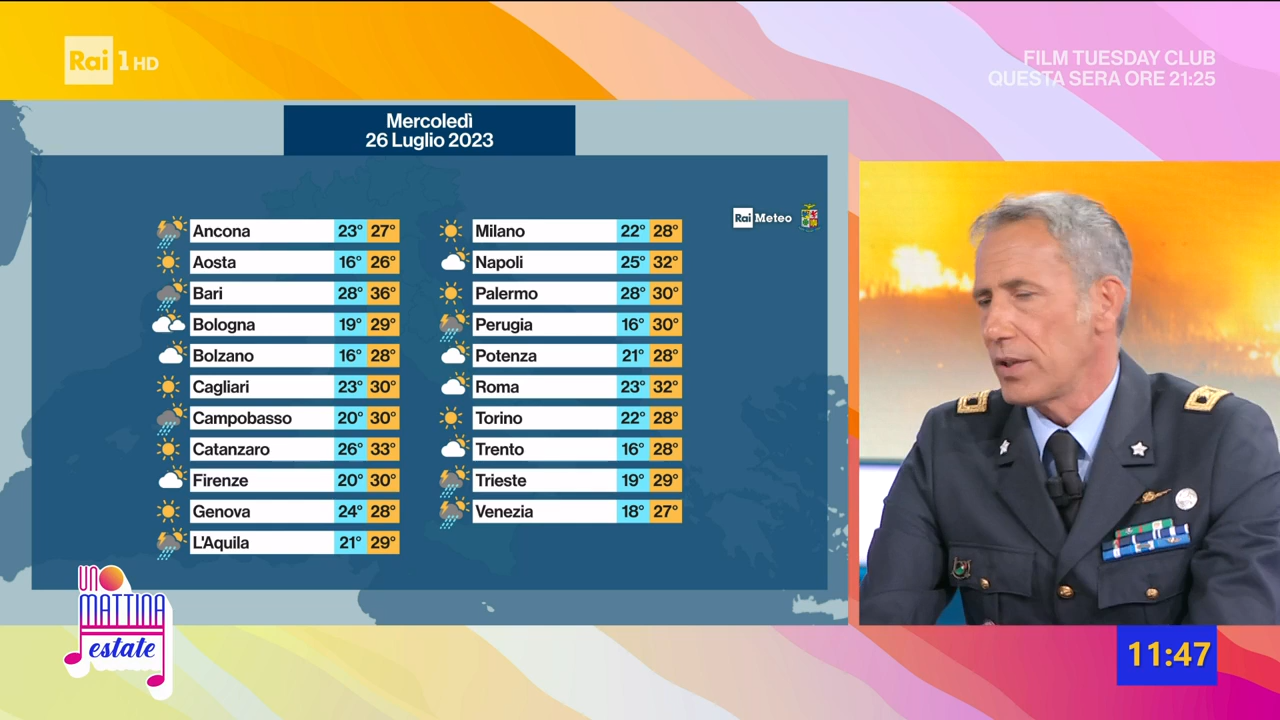 Rai 1 HD
FILM TUESDAY CLUB
QUESTA SERA ORE 21:25
Mercoledì
26 Luglio 2023
Rai Meteo
Ancona 23° 27°
Aosta 16° 26°
Bari 28° 36°
Bologna 19° 29°
Bolzano 16° 28°
Cagliari 23° 30°
Campobasso 20° 30°
Catanzaro 26° 33°
Firenze 20° 30°
Genova 24° 28°
L'Aquila 21° 29°
Milano 22° 28°
Napoli 25° 32°
Palermo 28° 30°
Perugia 16° 30°
Potenza 21° 28°
Roma 23° 32°
Torino 22° 28°
Trento 16° 28°
Trieste 19° 29°
Venezia 18° 27°
UNO
MATTINA
estate
11:47